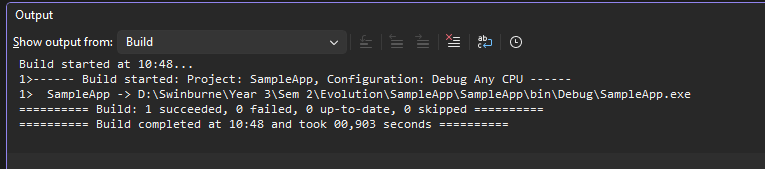 Output
Show output from: Build
Build started at 10:48...
1>------ Build started: Project: SampleApp, Configuration: Debug Any CPU ------
1>  SampleApp -> D:\Swinburne\Year 3\Sem 2\Evolution\SampleApp\SampleApp\bin\Debug\SampleApp.exe
========== Build: 1 succeeded, 0 failed, 0 up-to-date, 0 skipped ==========
========== Build completed at 10:48 and took 00,903 seconds ==========